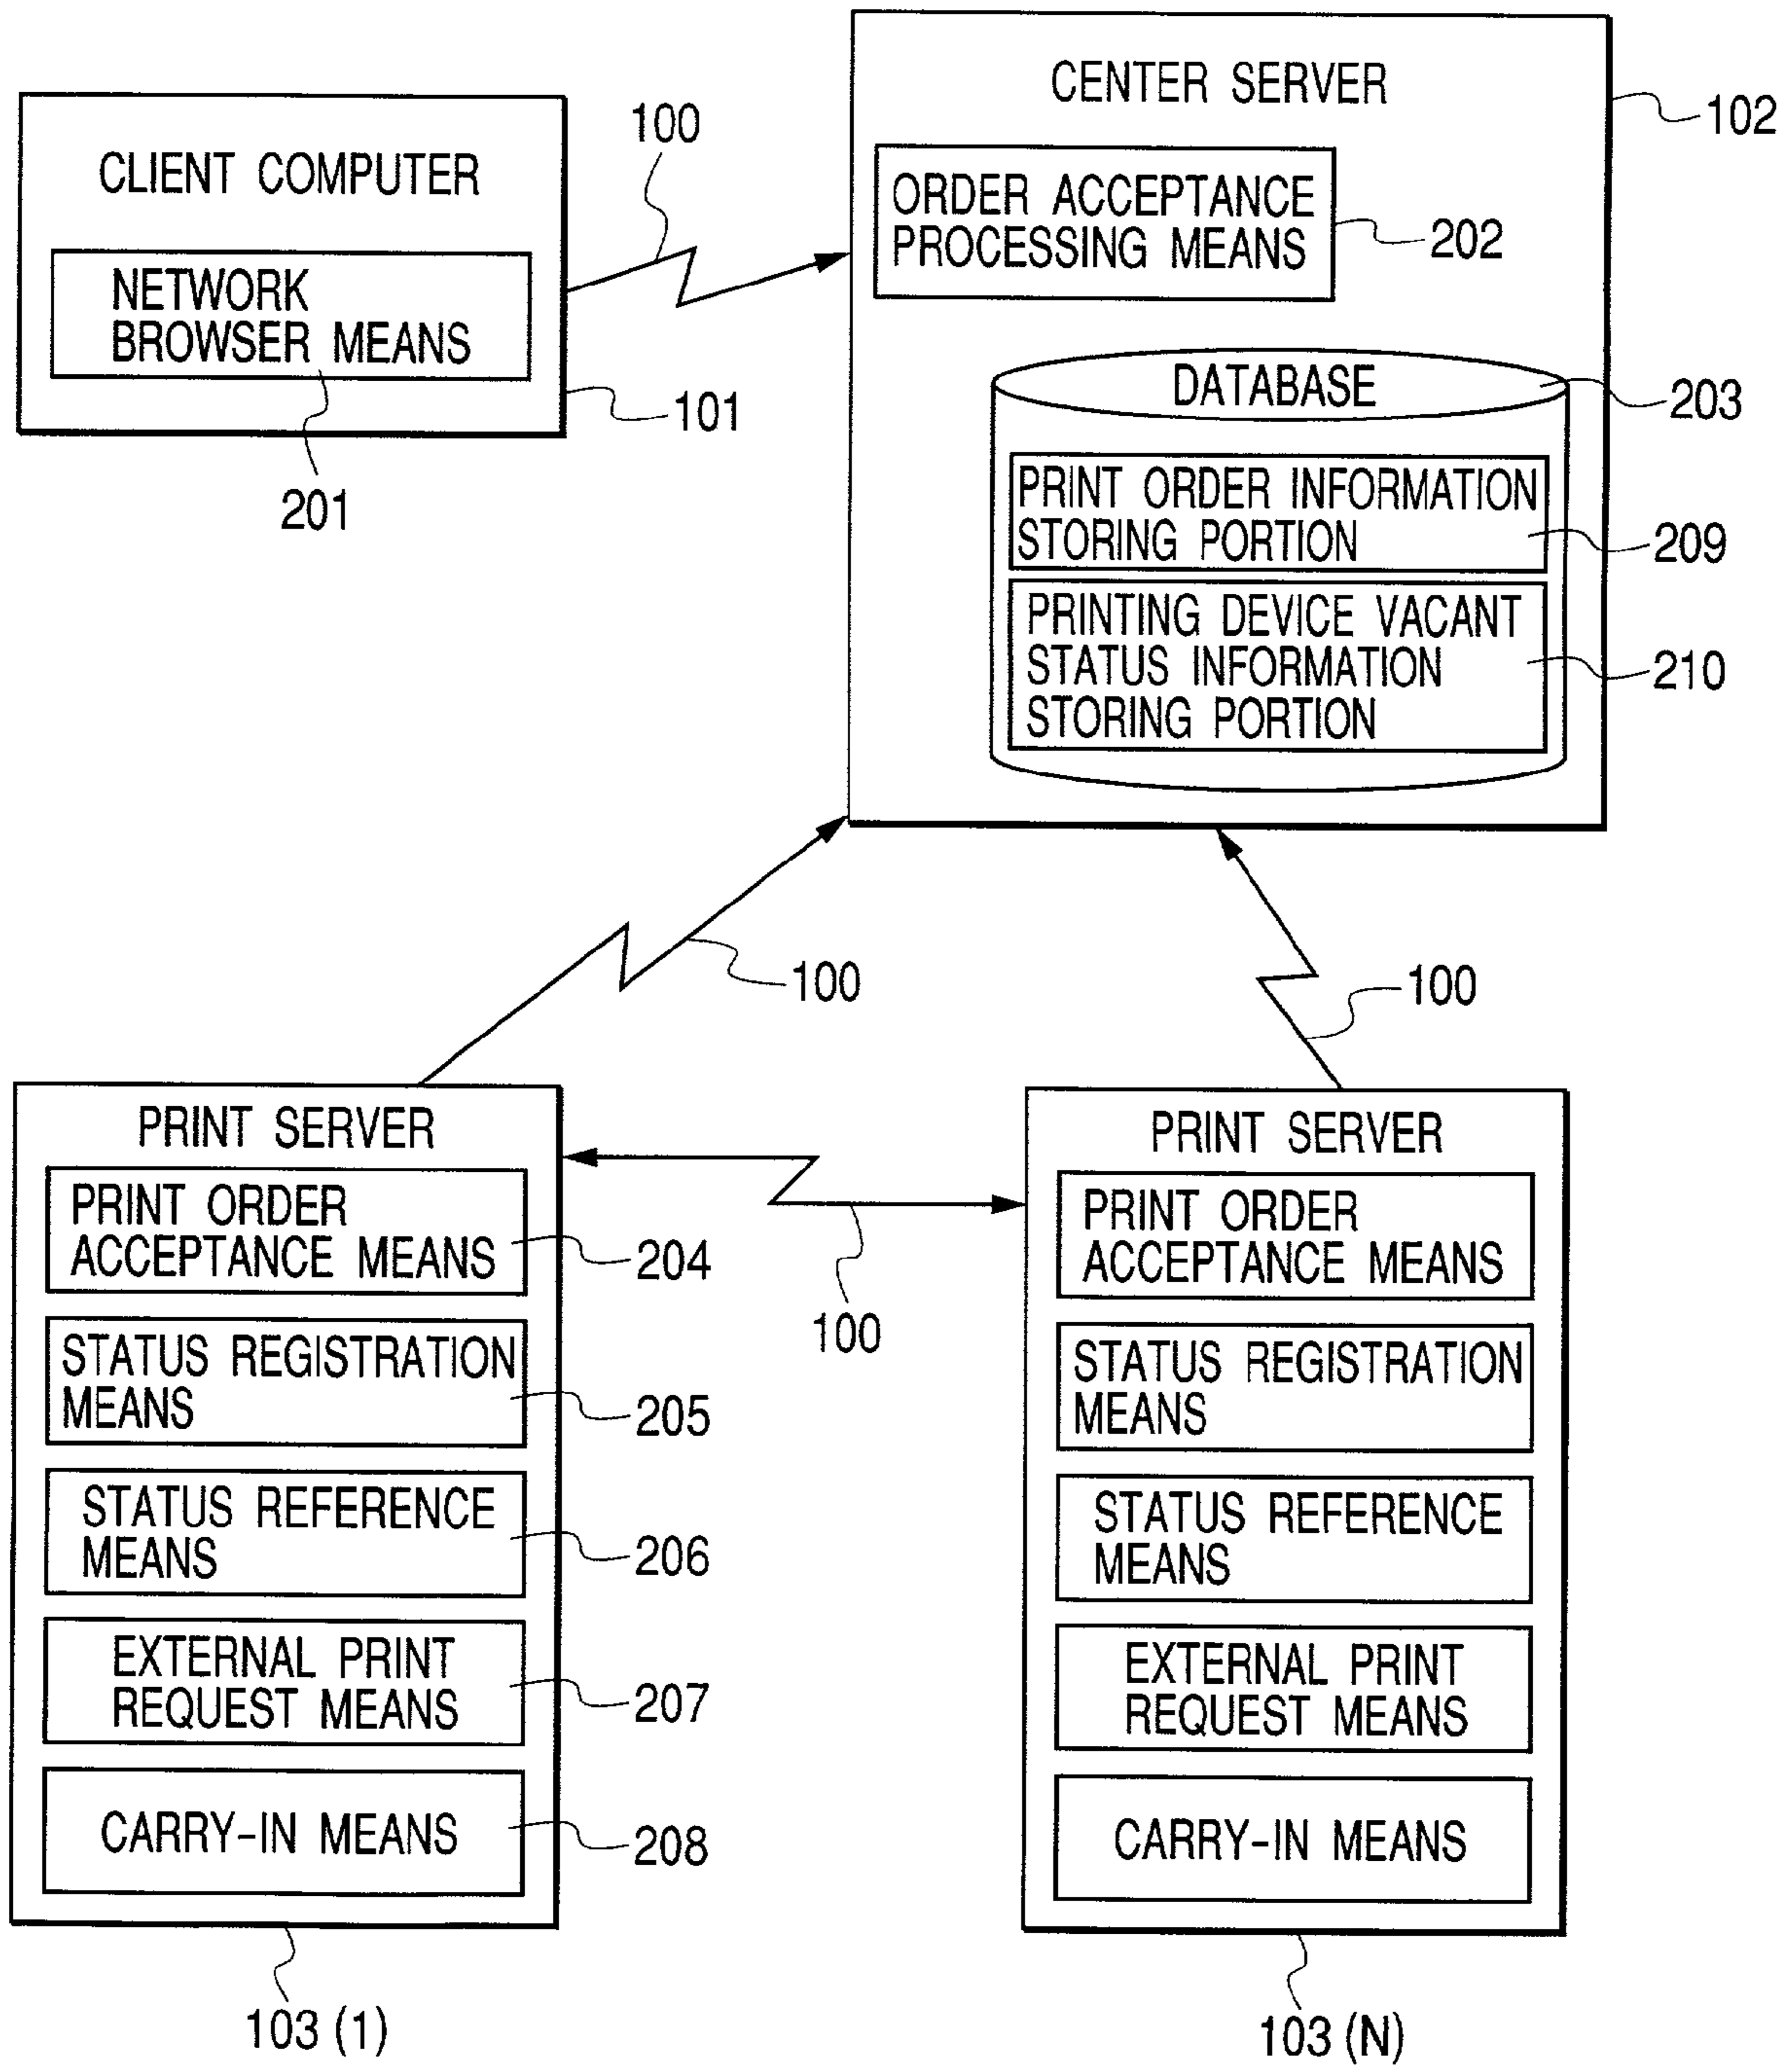 CENTER SERVER
102
ORDER ACCEPTANCE
PROCESSING MEANS
202
DATABASE
203
PRINT ORDER INFORMATION
STORING PORTION
209
PRINTING DEVICE VACANT
STATUS INFORMATION
STORING PORTION
210
CLIENT COMPUTER
NETWORK
BROWSER MEANS
101
201
100
100
100
100
PRINT SERVER
PRINT ORDER
ACCEPTANCE MEANS
204
STATUS REGISTRATION
MEANS
205
STATUS REFERENCE
MEANS
206
EXTERNAL PRINT
REQUEST MEANS
207
CARRY-IN MEANS
208
103 (1)
PRINT SERVER
PRINT ORDER
ACCEPTANCE MEANS
STATUS REGISTRATION
MEANS
STATUS REFERENCE
MEANS
EXTERNAL PRINT
REQUEST MEANS
CARRY-IN MEANS
103 (N)